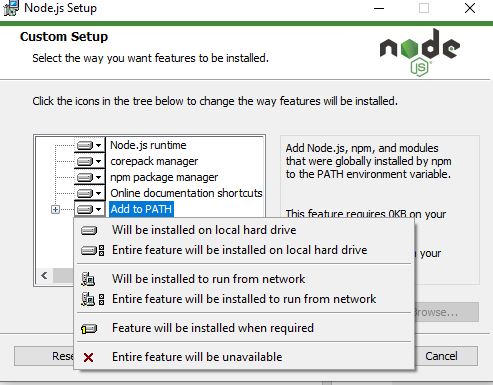 Node.js Setup
Custom Setup
Select the way you want features to be installed.
node
JS
Click the icons in the tree below to change the way features will be installed.
Node.js runtime
corepack manager
npm package manager
Online documentation shortcuts
Add to PATH
Add Node.js, npm, and modules
that were globally installed by npm
to the PATH environment variable.
This feature requires 0KB on your
your
Will be installed on local hard drive
Entire feature will be installed on local hard drive
Will be installed to run from network
Entire feature will be installed to run from network
Feature will be installed when required
Entire feature will be unavailable
rowse...
Rese
Cancel